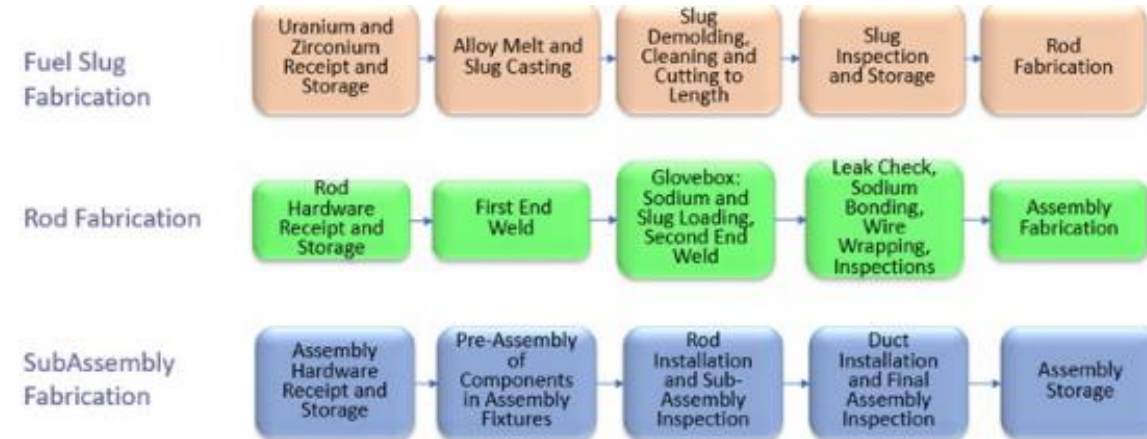 Fuel Slug
Fabrication
Uranium and
Zirconium
Receipt and
Storage
Alloy Melt and
Slug Casting
Slug
Demolding,
Cleaning and
Cutting to
Length
Slug
Inspection
and Storage
Rod
Fabrication
Rod Fabrication
Rod
Hardware
Receipt and
Storage
First End
Weld
Glovebox:
Sodium and
Slug Loading,
Second End
Weld
Leak Check,
Sodium
Bonding,
Wire
Wrapping,
Inspections
Assembly
Fabrication
SubAssembly
Fabrication
Assembly
Hardware
Receipt and
Storage
Pre-Assembly
of
Components
in Assembly
Fixtures
Rod
Installation
and Sub-
Assembly
Inspection
Duct
Installation
and Final
Assembly
Inspection
Assembly
Storage